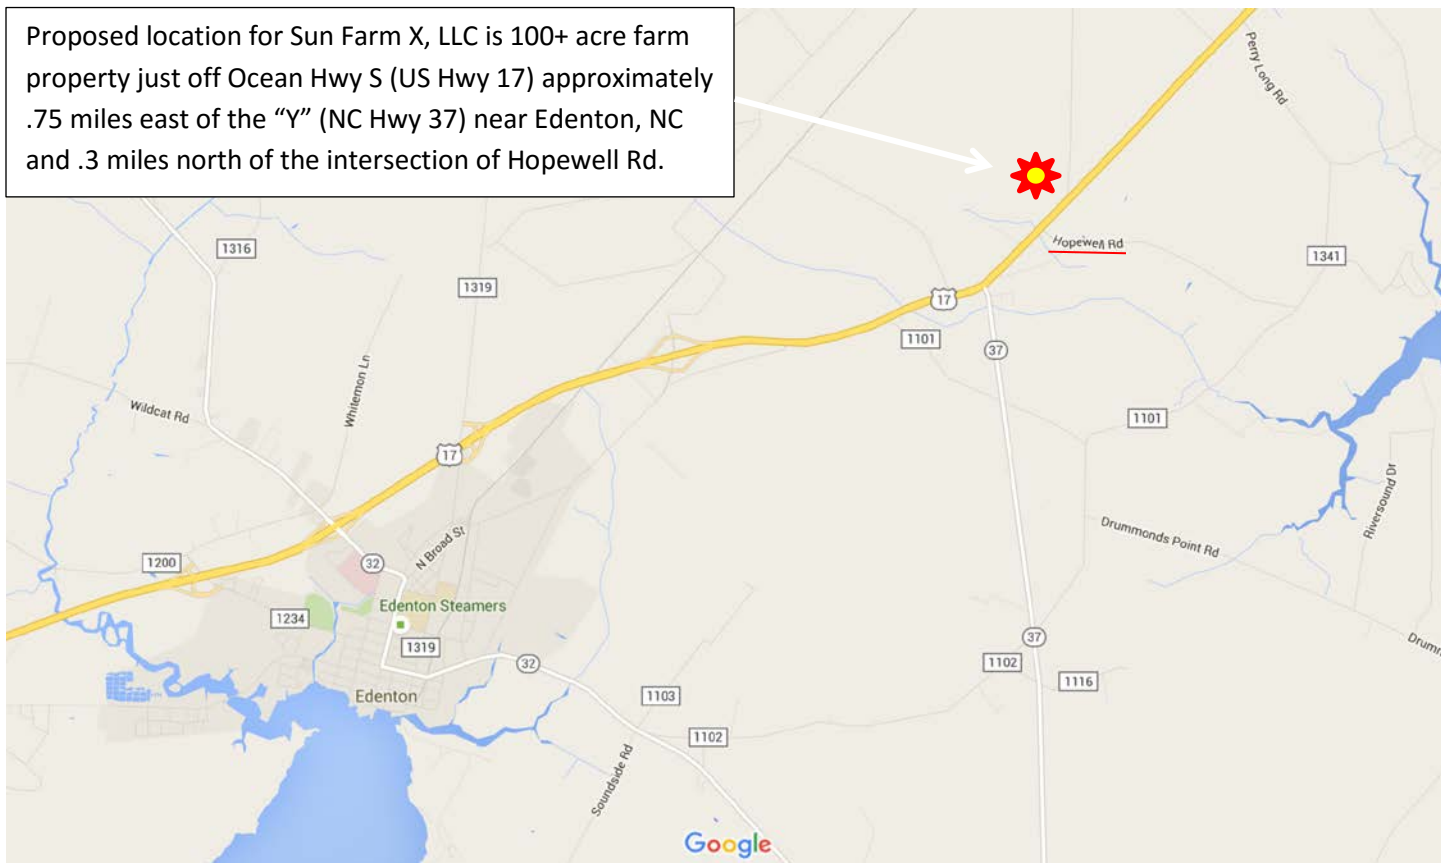 Proposed location for Sun Farm X, LLC is 100+ acre farm
property just off Ocean Hwy S (US Hwy 17) approximately
.75 miles east of the “Y” (NC Hwy 37) near Edenton, NC
and .3 miles north of the intersection of Hopewell Rd.
Perry Long Rd
1316
Hopewell Rd
1341
1319
17
1101
37
Whitemon Ln
Wildcat Rd
1101
17
Riversound Dr
N Broad St
Drummonds Point Rd
1200
32
Edenton Steamers
1234
1319
37
Drumm
32
1102
1116
Edenton
1103
1102
Soundside Rd
Google